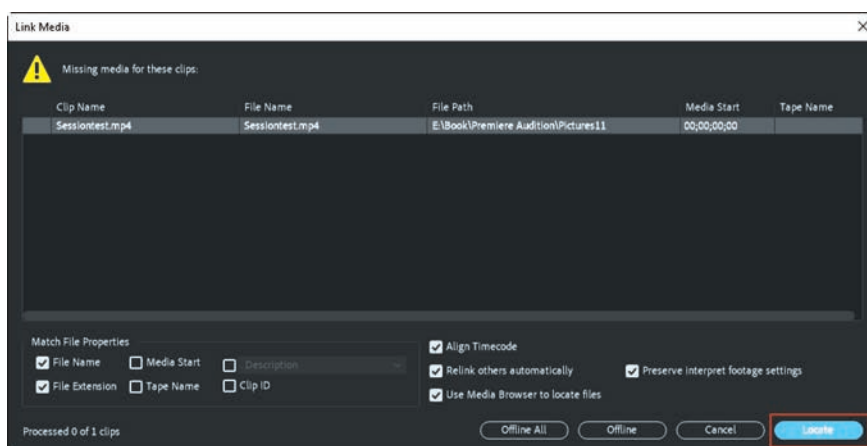 Link Media
Missing media for these clips:
Clip Name File Name File Path Media Start Tape Name
Sessiontest.mp4 Sessiontest.mp4 E:\Book\Premiere Audition\Pictures11 00;00;00;00
Match File Properties
File Name Media Start Description
File Extension Tape Name Clip ID
Align Timecode
Relink others automatically Preserve interpret footage settings
Use Media Browser to locate files
Processed 0 of 1 clips Offline All Offline Cancel Locate